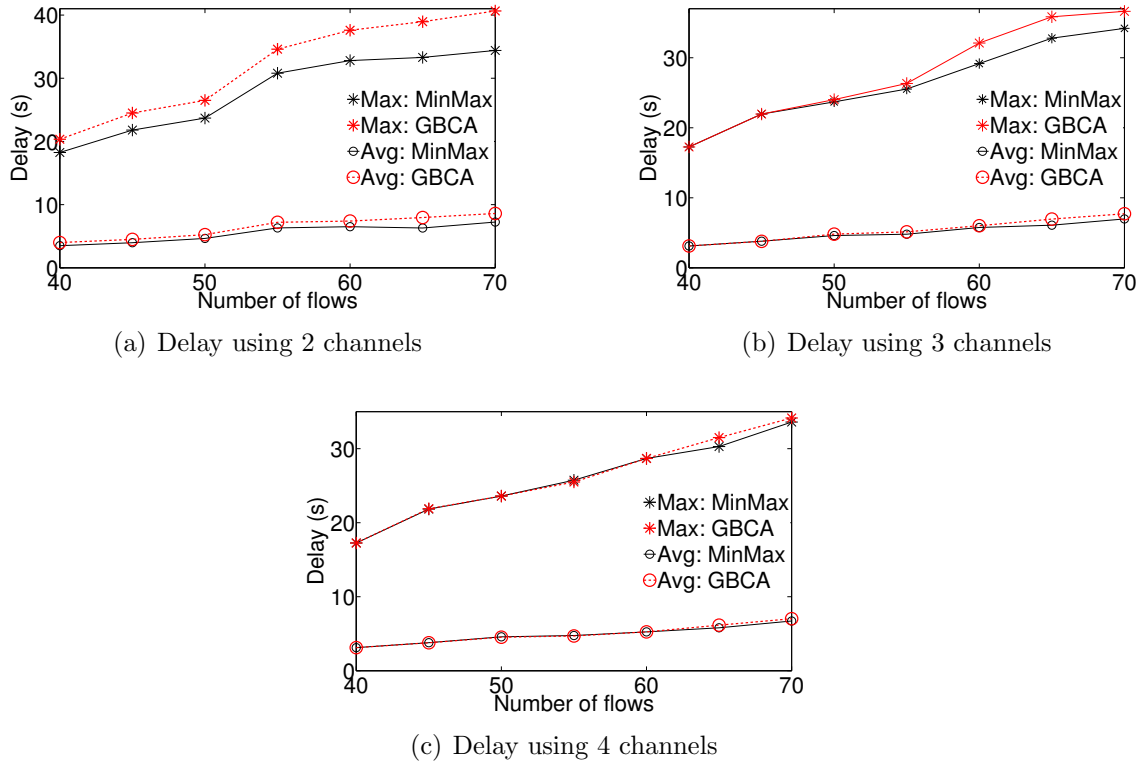 40
30
20
10
0
Delay (s)
Max: MinMax
Max: GBCA
Avg: MinMax
Avg: GBCA
40 50 60 70
Number of flows
(a) Delay using 2 channels
30
20
10
0
Delay (s)
Max: MinMax
Max: GBCA
Avg: MinMax
Avg: GBCA
40 50 60 70
Number of flows
(b) Delay using 3 channels
30
20
10
0
Delay (s)
Max: MinMax
Max: GBCA
Avg: MinMax
Avg: GBCA
40 50 60 70
Number of flows
(c) Delay using 4 channels